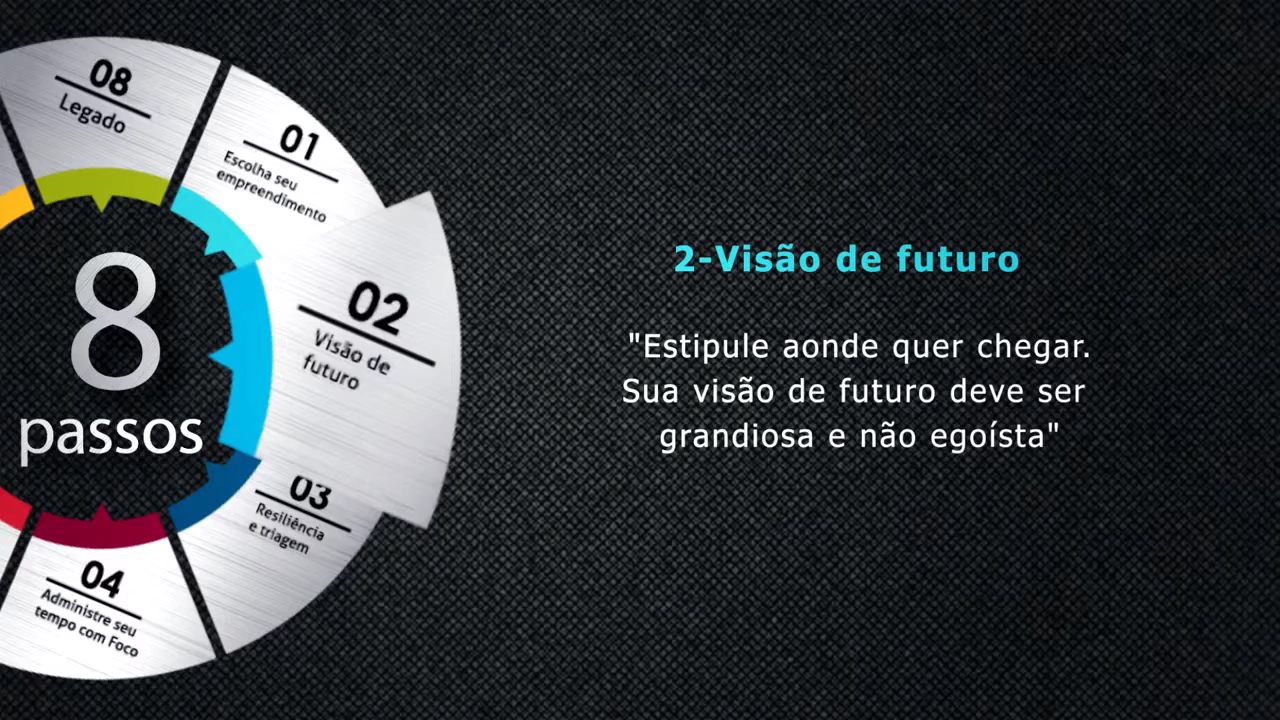 08
Legado
01
Escolha seu
empreendimento
02
Visão de
futuro
03
Resiliência
e triagem
04
Administre seu
tempo com Foco
8
passos
2-Visão de futuro
"Estipule aonde quer chegar.
Sua visão de futuro deve ser
grandiosa e não egoísta"